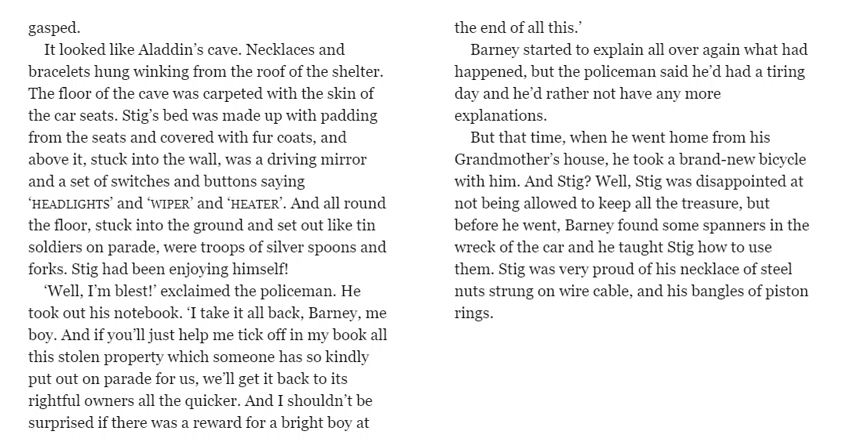 gasped.
It looked like Aladdin’s cave. Necklaces and
bracelets hung winking from the roof of the shelter.
The floor of the cave was carpeted with the skin of
the car seats. Stig’s bed was made up with padding
from the seats and covered with fur coats, and
above it, stuck into the wall, was a driving mirror
and a set of switches and buttons saying
‘HEADLIGHTS’ and ‘WIPER’ and ‘HEATER’. And all round
the floor, stuck into the ground and set out like tin
soldiers on parade, were troops of silver spoons and
forks. Stig had been enjoying himself!
‘Well, I’m blest!’ exclaimed the policeman. He
took out his notebook. ‘I take it all back, Barney, me
boy. And if you’ll just help me tick off in my book all
this stolen property which someone has so kindly
put out on parade for us, we’ll get it back to its
rightful owners all the quicker. And I shouldn’t be
surprised if there was a reward for a bright boy at
the end of all this.’
Barney started to explain all over again what had
happened, but the policeman said he’d had a tiring
day and he’d rather not have any more
explanations.
But that time, when he went home from his
Grandmother’s house, he took a brand-new bicycle
with him. And Stig? Well, Stig was disappointed at
not being allowed to keep all the treasure, but
before he went, Barney found some spanners in the
wreck of the car and he taught Stig how to use
them. Stig was very proud of his necklace of steel
nuts strung on wire cable, and his bangles of piston
rings.